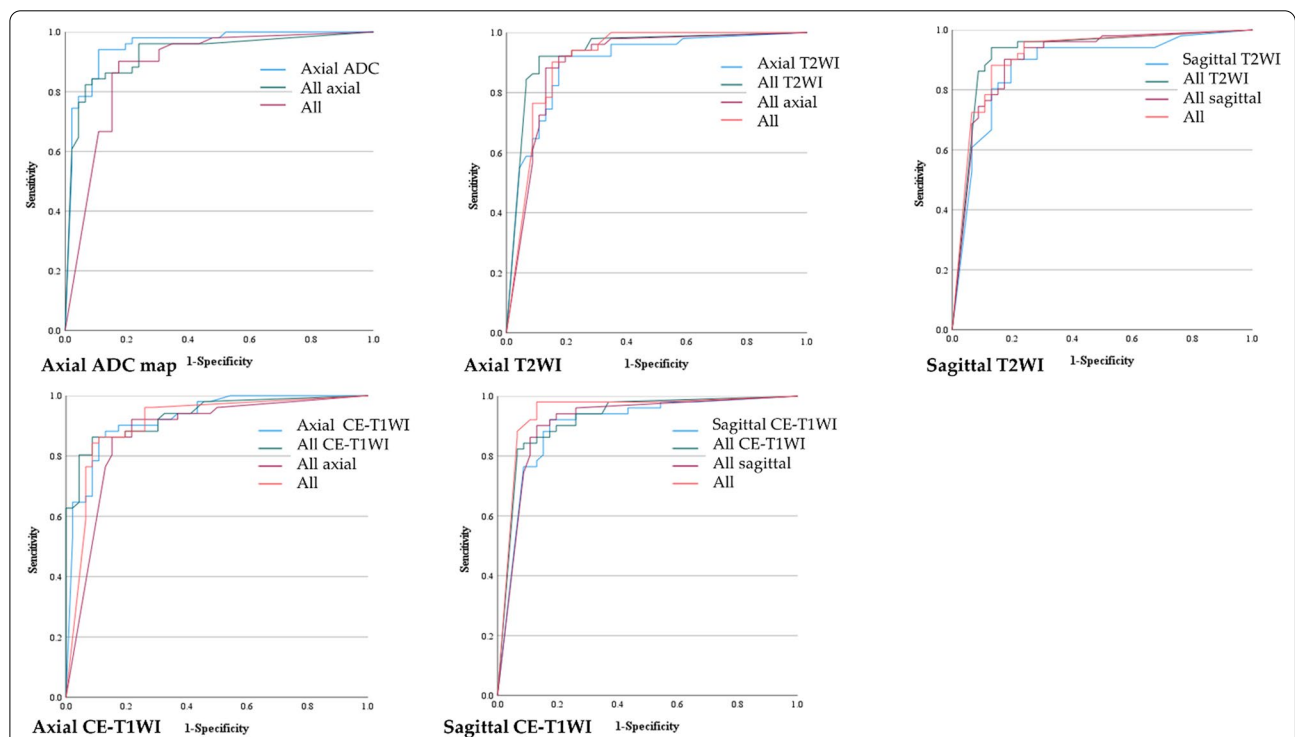 1.0
0.8
0.6
0.4
0.2
0.0
Sencitivity
Axial ADC
All axial
All
0.0 0.2 0.4 0.6 0.8 1.0
1-Specificity
Axial ADC map
1.0
0.8
0.6
0.4
0.2
0.0
Sencitivity
Axial T2WI
All T2WI
All axial
All
0.0 0.2 0.4 0.6 0.8 1.0
1-Specificity
Axial T2WI
1.0
0.8
0.6
0.4
0.2
0.0
Sencitivity
Sagittal T2WI
All T2WI
All sagittal
All
0.0 0.2 0.4 0.6 0.8 1.0
1-Specificity
Sagittal T2WI
1.0
0.8
0.6
0.4
0.2
0.0
Sencitivity
Axial CE-T1WI
All CE-T1WI
All axial
All
0.0 0.2 0.4 0.6 0.8 1.0
1-Specificity
Axial CE-T1WI
1.0
0.8
0.6
0.4
0.2
0.0
Sencitivity
Sagittal CE-T1WI
All CE-T1WI
All sagittal
All
0.0 0.2 0.4 0.6 0.8 1.0
1-Specificity
Sagittal CE-T1WI